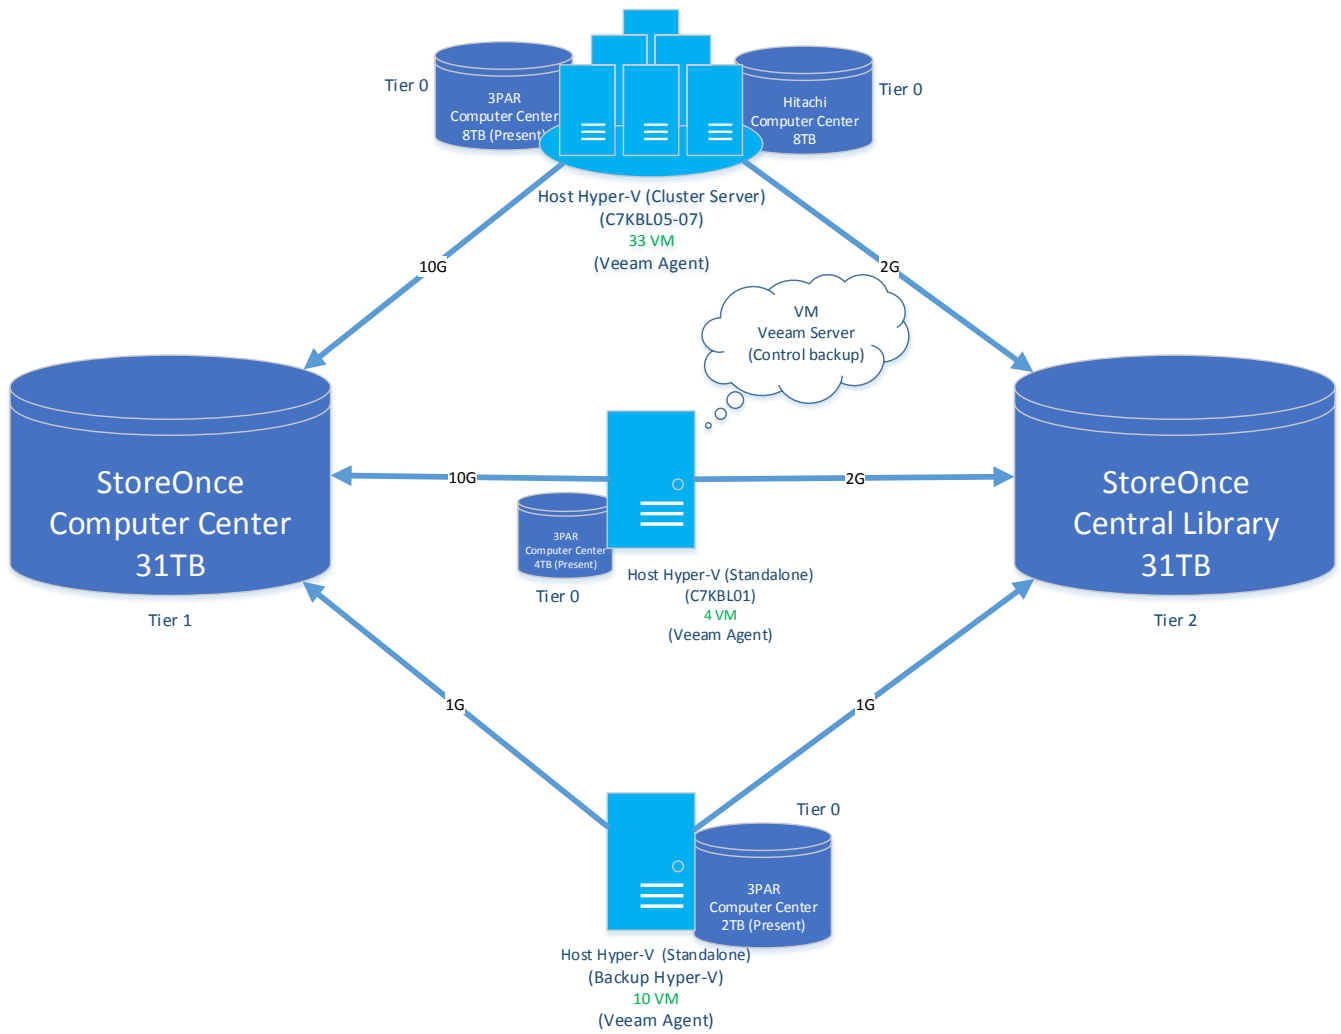 Tier 0
3PAR
Computer Center
8TB (Present)
Hitachi
Computer Center
8TB
Tier 0
Host Hyper-V (Cluster Server)
(C7KBL05-07)
33 VM
(Veeam Agent)
10G
2G
VM
Veeam Server
(Control backup)
StoreOnce
Computer Center
31TB
Tier 1
10G
2G
StoreOnce
Central Library
31TB
Tier 2
3PAR
Computer Center
4TB (Present)
Tier 0
Host Hyper-V (Standalone)
(C7KBL01)
4 VM
(Veeam Agent)
1G
1G
Tier 0
3PAR
Computer Center
2TB (Present)
Host Hyper-V (Standalone)
(Backup Hyper-V)
10 VM
(Veeam Agent)